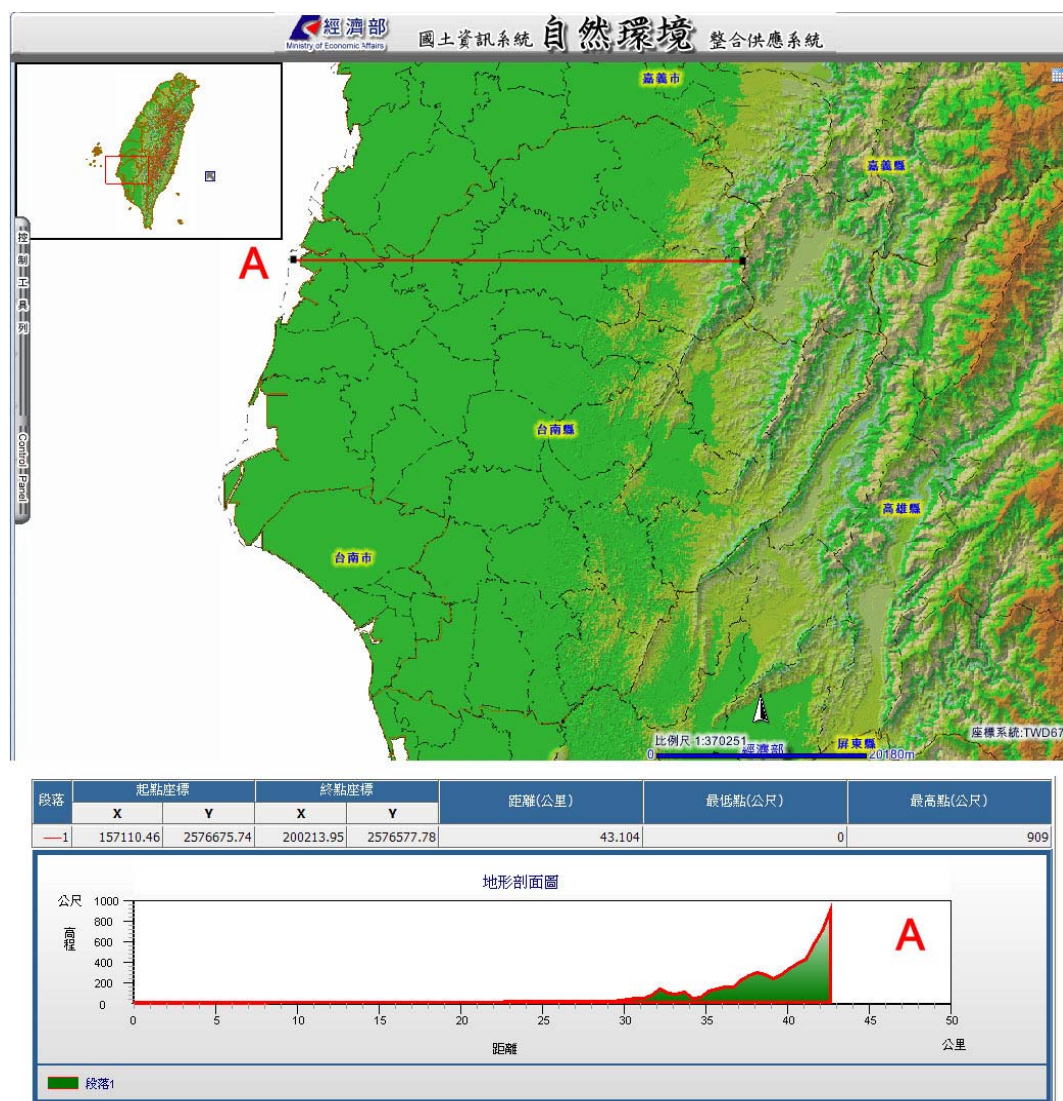 經濟部
Ministry of Economic Affairs
國土資訊系統 自然環境 整合供應系統
嘉義市
嘉義縣
控制工具列
Control Panel
A
台南縣
高雄縣
台南市
比例尺-1:370251
座標系統:TWD67
經濟部
屏東縣
0 20180m
段落 起點座標 終點座標 距離(公里) 最低點(公尺) 最高點(公尺)
X Y X Y
1 157110.46 2576675.74 200213.95 2576577.78 43.104 0 909
地形剖面圖
公尺
高程
1000
800
600
400
200
0
A
0 5 10 15 20 25 30 35 40 45 50
距離
公里
段落1